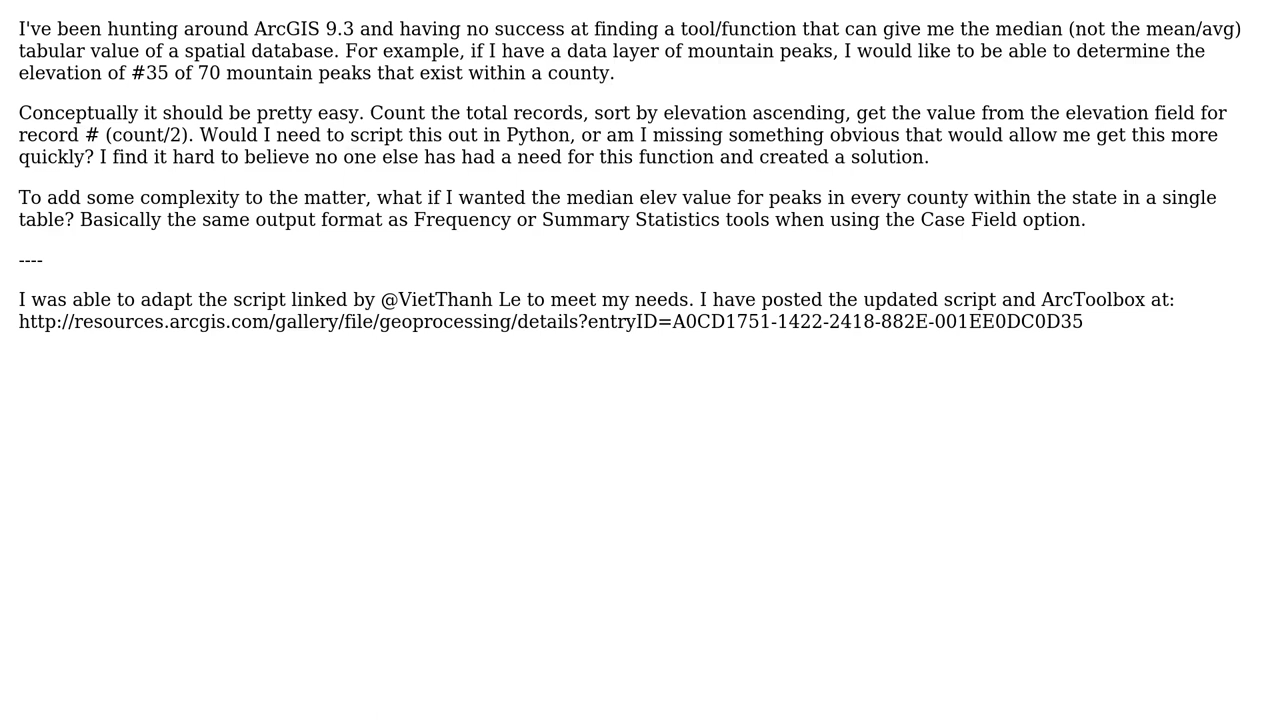 I've been hunting around ArcGIS 9.3 and having no success at finding a tool/function that can give me the median (not the mean/avg)
tabular value of a spatial database. For example, if I have a data layer of mountain peaks, I would like to be able to determine the
elevation of #35 of 70 mountain peaks that exist within a county.
Conceptually it should be pretty easy. Count the total records, sort by elevation ascending, get the value from the elevation field for
record # (count/2). Would I need to script this out in Python, or am I missing something obvious that would allow me get this more
quickly? I find it hard to believe no one else has had a need for this function and created a solution.
To add some complexity to the matter, what if I wanted the median elev value for peaks in every county within the state in a single
table? Basically the same output format as Frequency or Summary Statistics tools when using the Case Field option.
----
I was able to adapt the script linked by @VietThanh Le to meet my needs. I have posted the updated script and ArcToolbox at:
http://resources.arcgis.com/gallery/file/geoprocessing/details?entryID=A0CD1751-1422-2418-882E-001EE0DC0D35